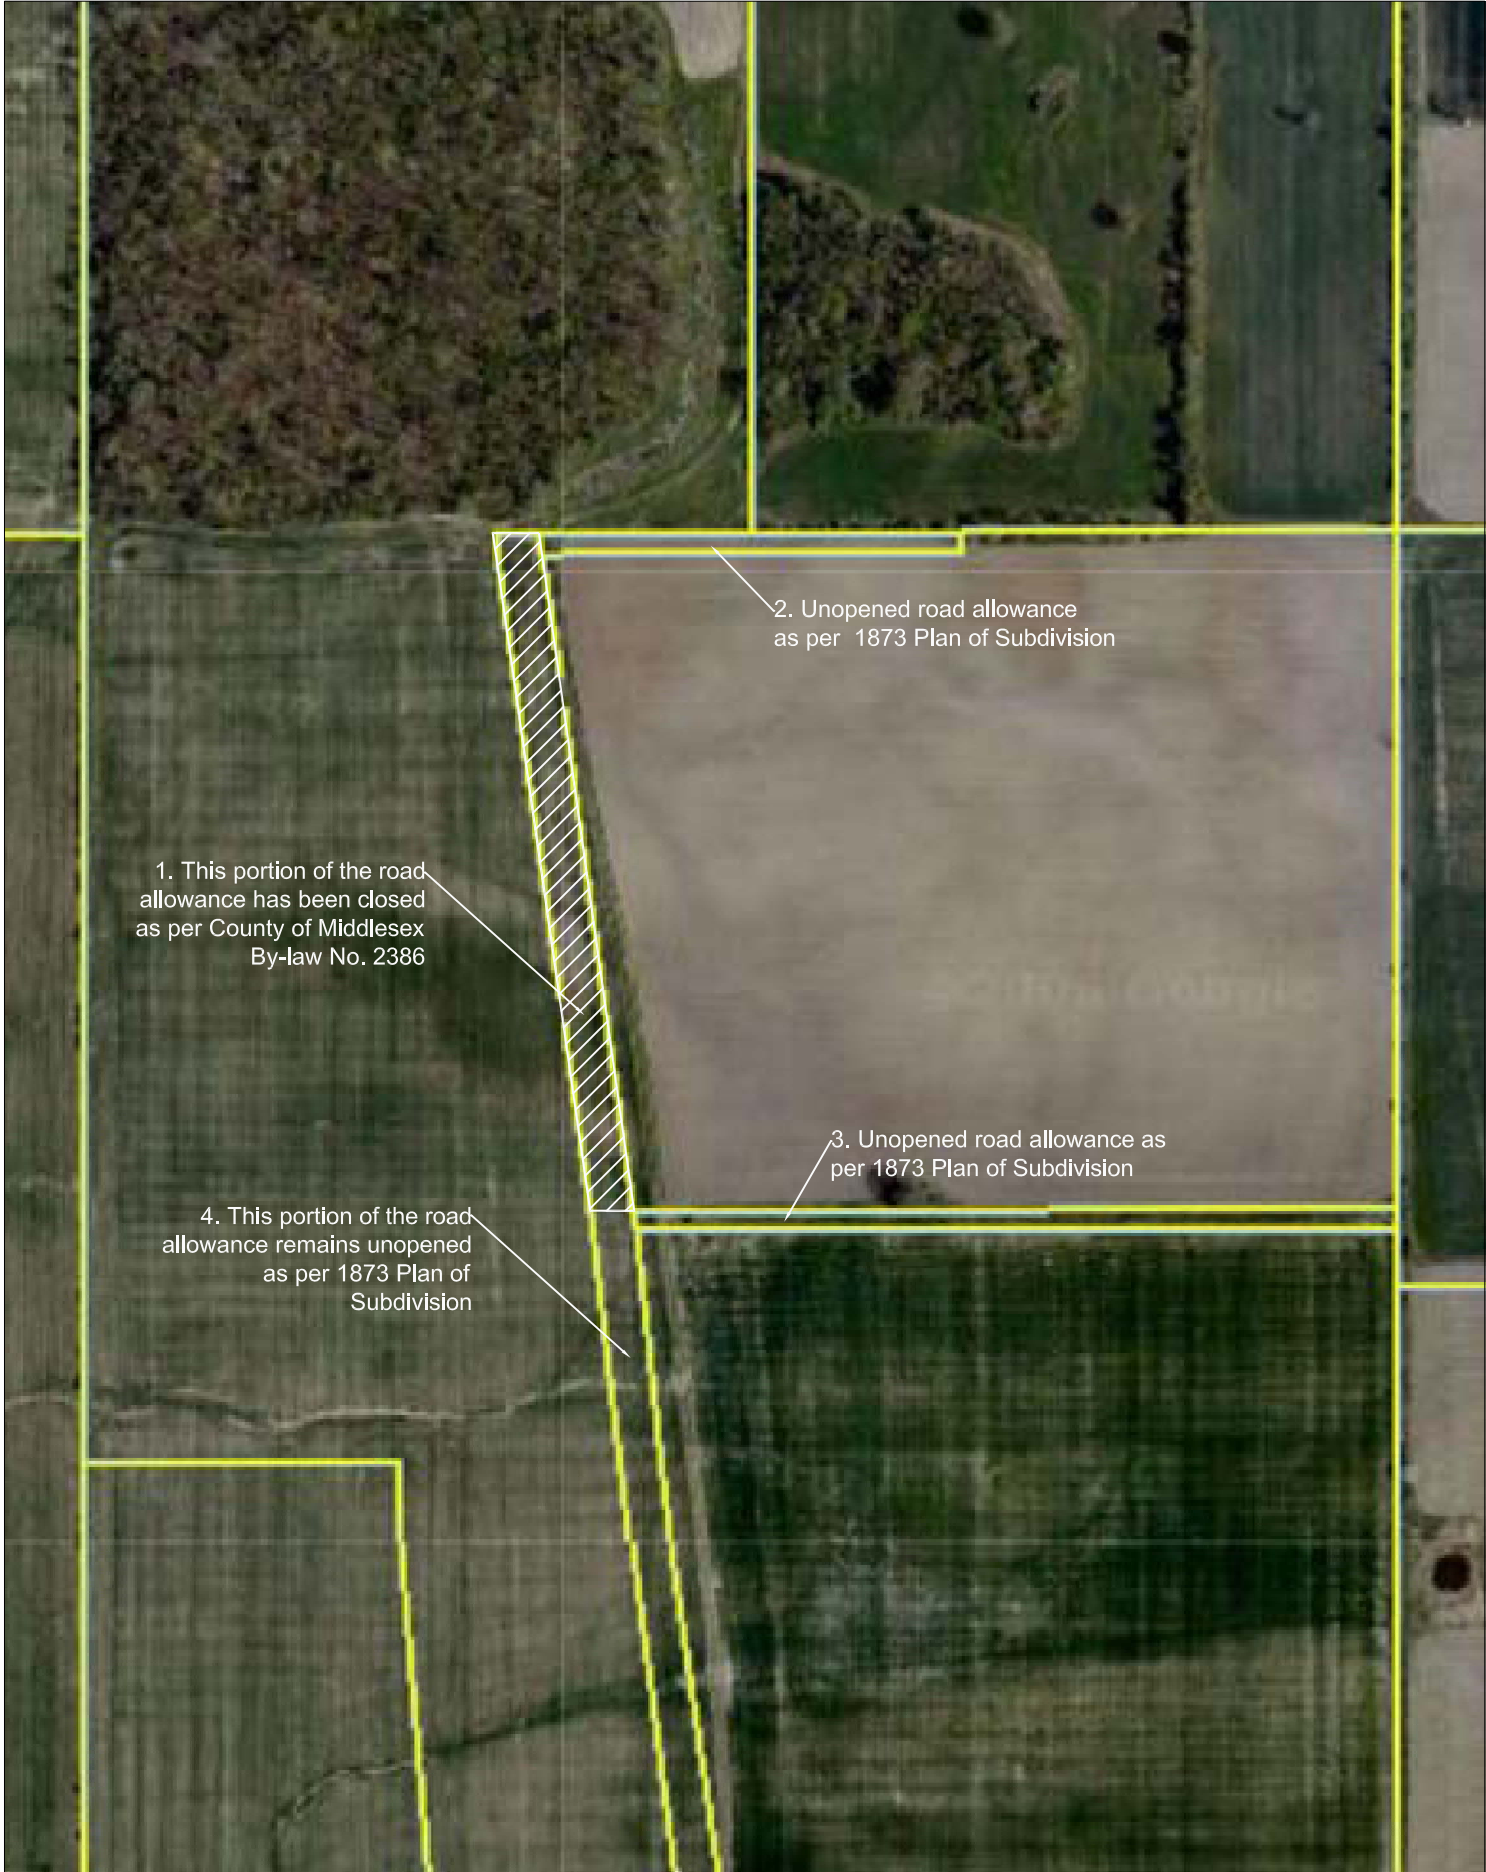 2. Unopened road allowance
as per 1873 Plan of Subdivision
1. This portion of the road
allowance has been closed
as per County of Middlesex
By-law No. 2386
3. Unopened road allowance as
per 1873 Plan of Subdivision
4. This portion of the road
allowance remains unopened
as per 1873 Plan of
Subdivision